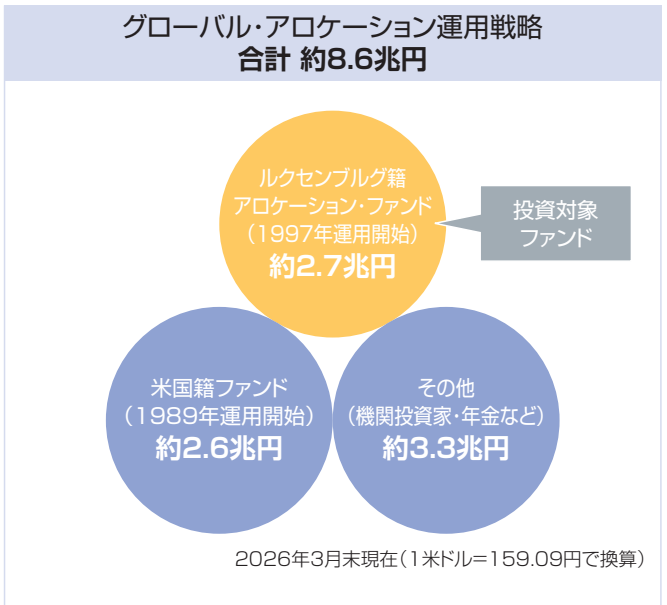 グローバル・アロケーション運用戦略
合計 約8.6兆円
ルクセンブルグ籍
アロケーション・ファンド
(1997年運用開始)
約2.7兆円
投資対象
ファンド
米国籍ファンド
(1989年運用開始)
約2.6兆円
その他
(機関投資家・年金など)
約3.3兆円
2026年3月末現在(1米ドル=159.09円で換算)